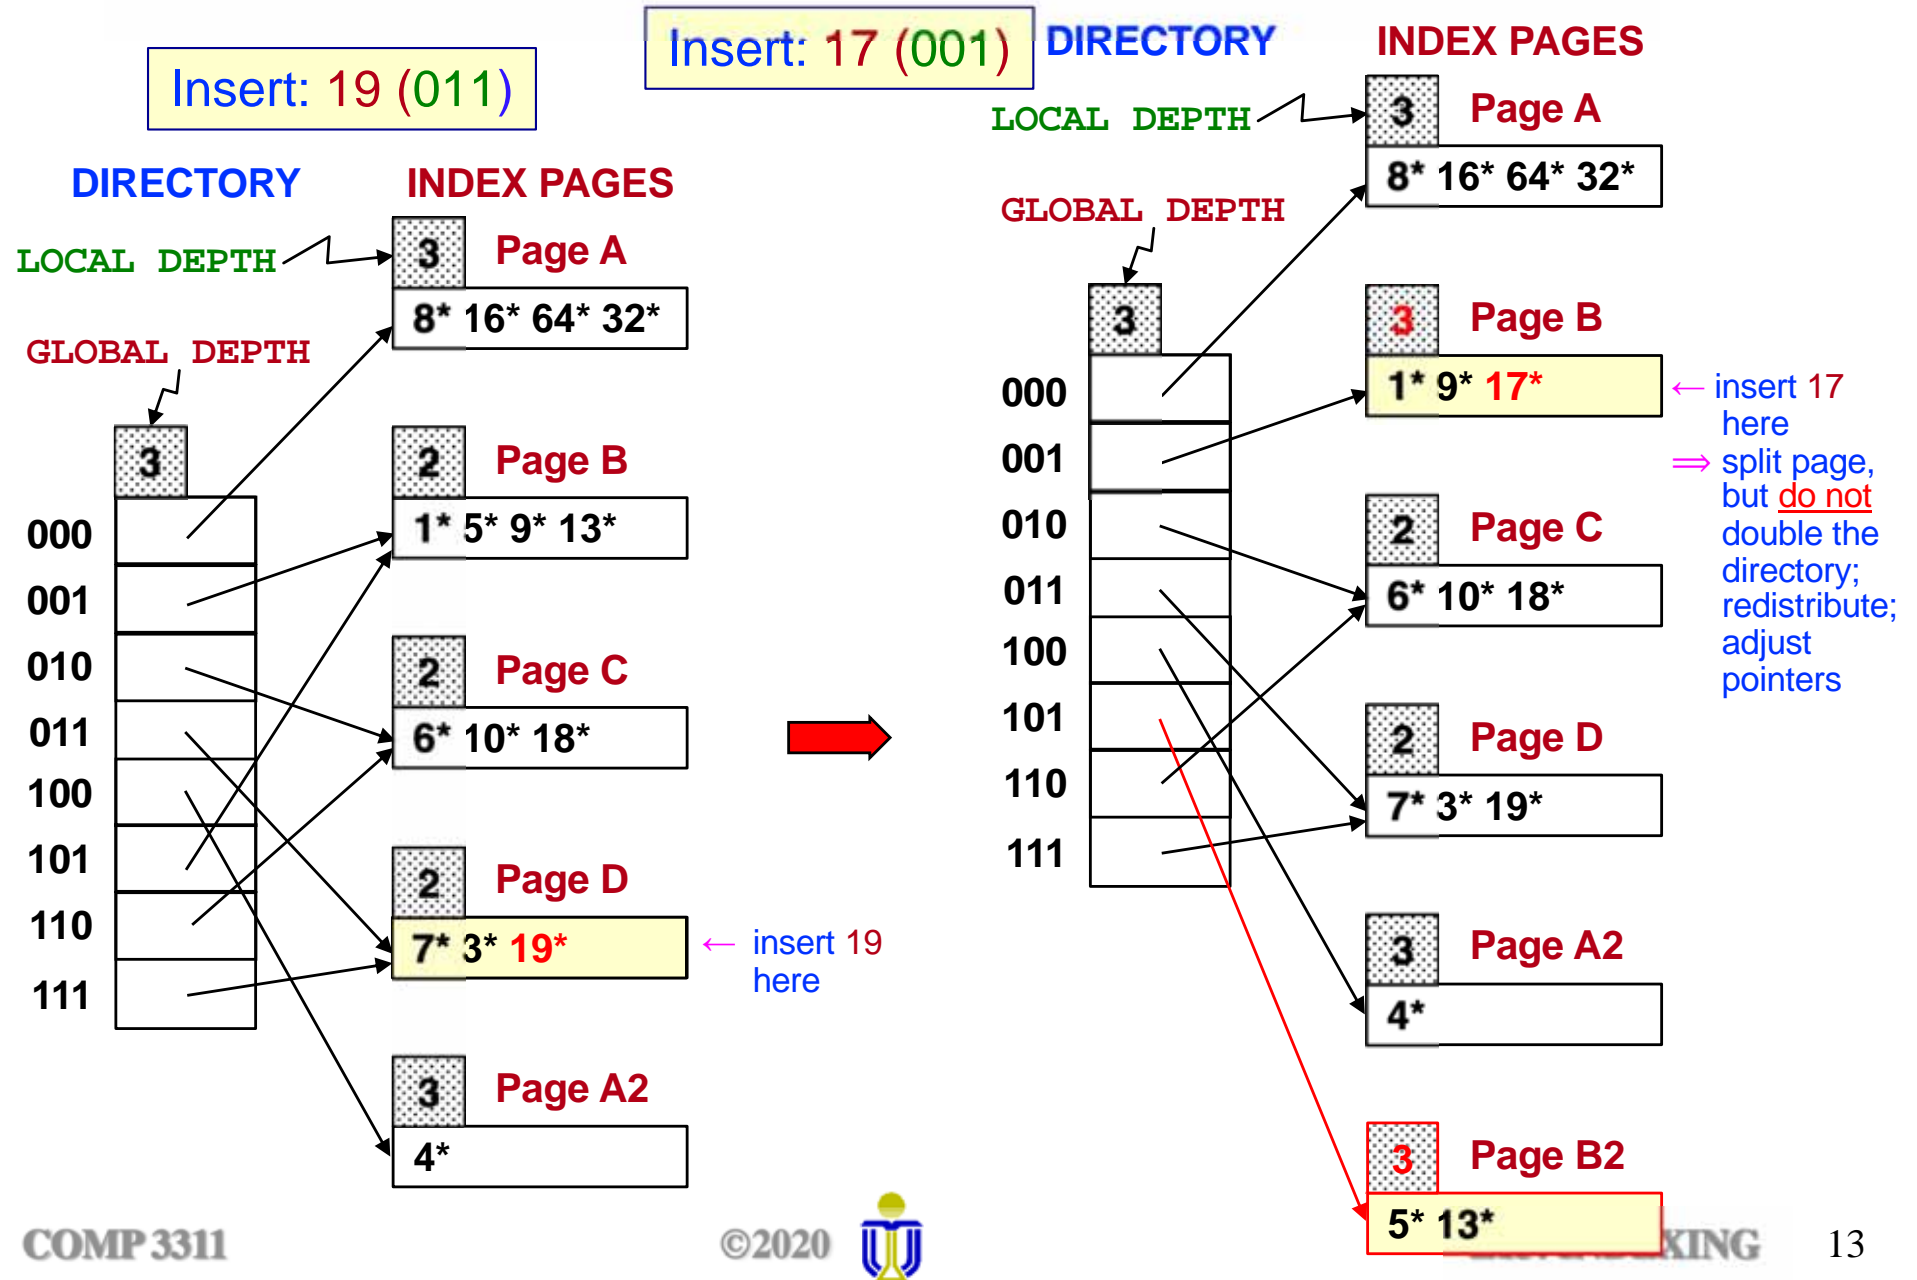 Insert: 19 (011)
DIRECTORY
INDEX PAGES
LOCAL DEPTH
3
Page A
8* 16* 64* 32*
GLOBAL DEPTH
3
2
Page B
1* 5* 9* 13*
000
001
010
011
100
101
110
111
2
Page C
6* 10* 18*
2
Page D
7* 3* 19*
← insert 19
here
3
Page A2
4*
Insert: 17 (001)
DIRECTORY
INDEX PAGES
LOCAL DEPTH
3
Page A
8* 16* 64* 32*
GLOBAL DEPTH
3
3
Page B
1* 9* 17*
← insert 17
here
⇒ split page,
but do not
double the
directory;
redistribute;
adjust
pointers
000
001
010
011
100
101
110
111
2
Page C
6* 10* 18*
2
Page D
7* 3* 19*
3
Page A2
4*
3
Page B2
5* 13*
COMP 3311
©2020
XING
13